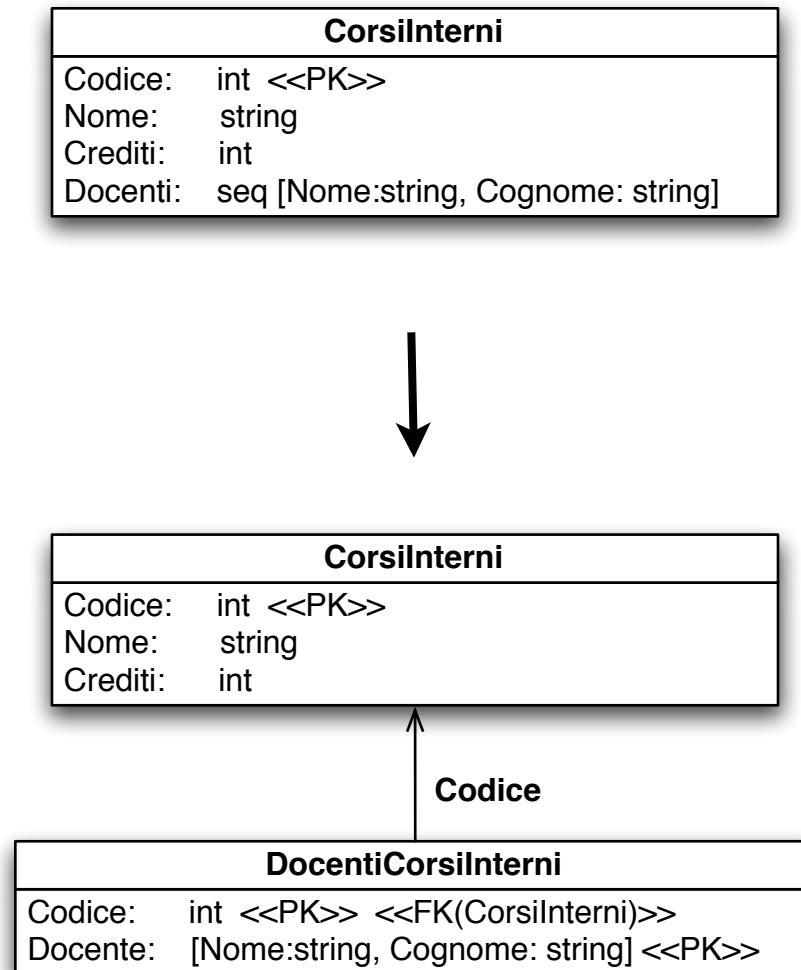 CorsiInterni
Codice: int <<PK>>
Nome: string
Crediti: int
Docenti: seq [Nome:string, Cognome: string]
CorsiInterni
Codice: int <<PK>>
Nome: string
Crediti: int
Codice
DocentiCorsiInterni
Codice: int <<PK>> <<FK(CorsiInterni)>>
Docente: [Nome:string, Cognome: string] <<PK>>